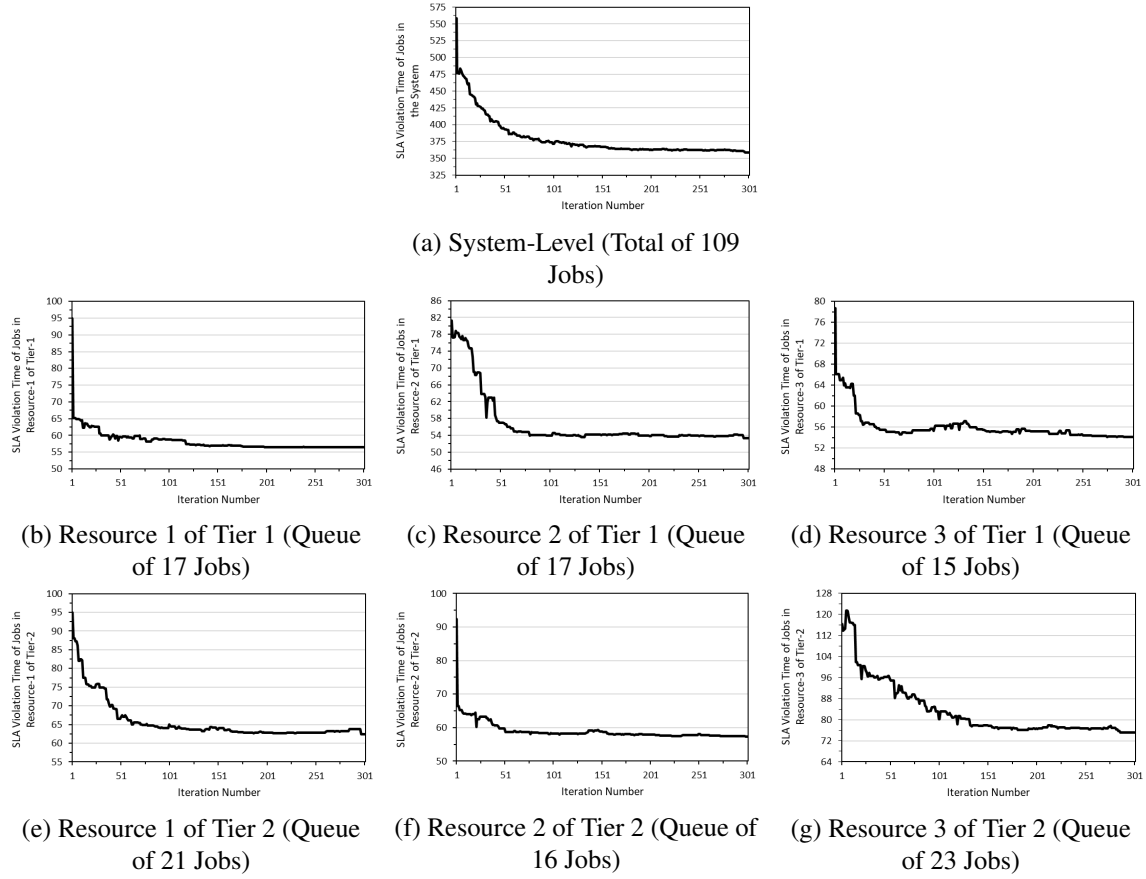 575
550
525
500
475
450
425
400
375
350
325
SLA Violation Time of Jobs in
the System
1 51 101 151 201 251 301
Iteration Number
(a) System-Level (Total of 109
Jobs)
100
95
90
85
80
75
70
65
60
55
50
SLA Violation Time of Jobs in
Resource-1 of Tier-1
1 51 101 151 201 251 301
Iteration Number
(b) Resource 1 of Tier 1 (Queue
of 17 Jobs)
86
82
78
74
70
66
62
58
54
50
46
SLA Violation Time of Jobs in
Resource-2 of Tier-1
1 51 101 151 201 251 301
Iteration Number
(c) Resource 2 of Tier 1 (Queue
of 17 Jobs)
80
76
72
68
64
60
56
52
48
SLA Violation Time of Jobs in
Resource-3 of Tier-1
1 51 101 151 201 251 301
Iteration Number
(d) Resource 3 of Tier 1 (Queue
of 15 Jobs)
100
95
90
85
80
75
70
65
60
55
SLA Violation Time of Jobs in
Resource-1 of Tier-2
1 51 101 151 201 251 301
Iteration Number
(e) Resource 1 of Tier 2 (Queue
of 21 Jobs)
100
90
80
70
60
50
SLA Violation Time of Jobs in
Resource-2 of Tier-2
1 51 101 151 201 251 301
Iteration Number
(f) Resource 2 of Tier 2 (Queue of
16 Jobs)
128
120
112
104
96
88
80
72
64
SLA Violation Time of Jobs in
Resource-3 of Tier-2
1 51 101 151 201 251 301
Iteration Number
(g) Resource 3 of Tier 2 (Queue
of 23 Jobs)